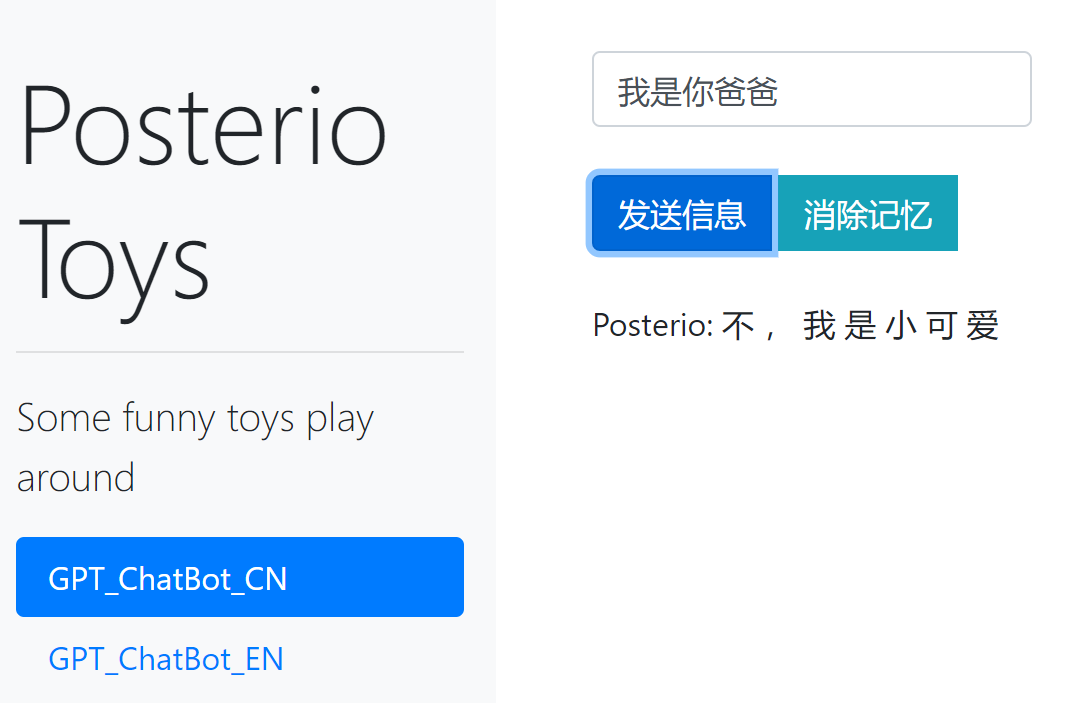 Posterio
Toys
Some funny toys play
around
GPT_ChatBot_CN
GPT_ChatBot_EN
我是你爸爸
发送信息 消除记忆
Posterio: 不 ， 我 是 小 可 爱